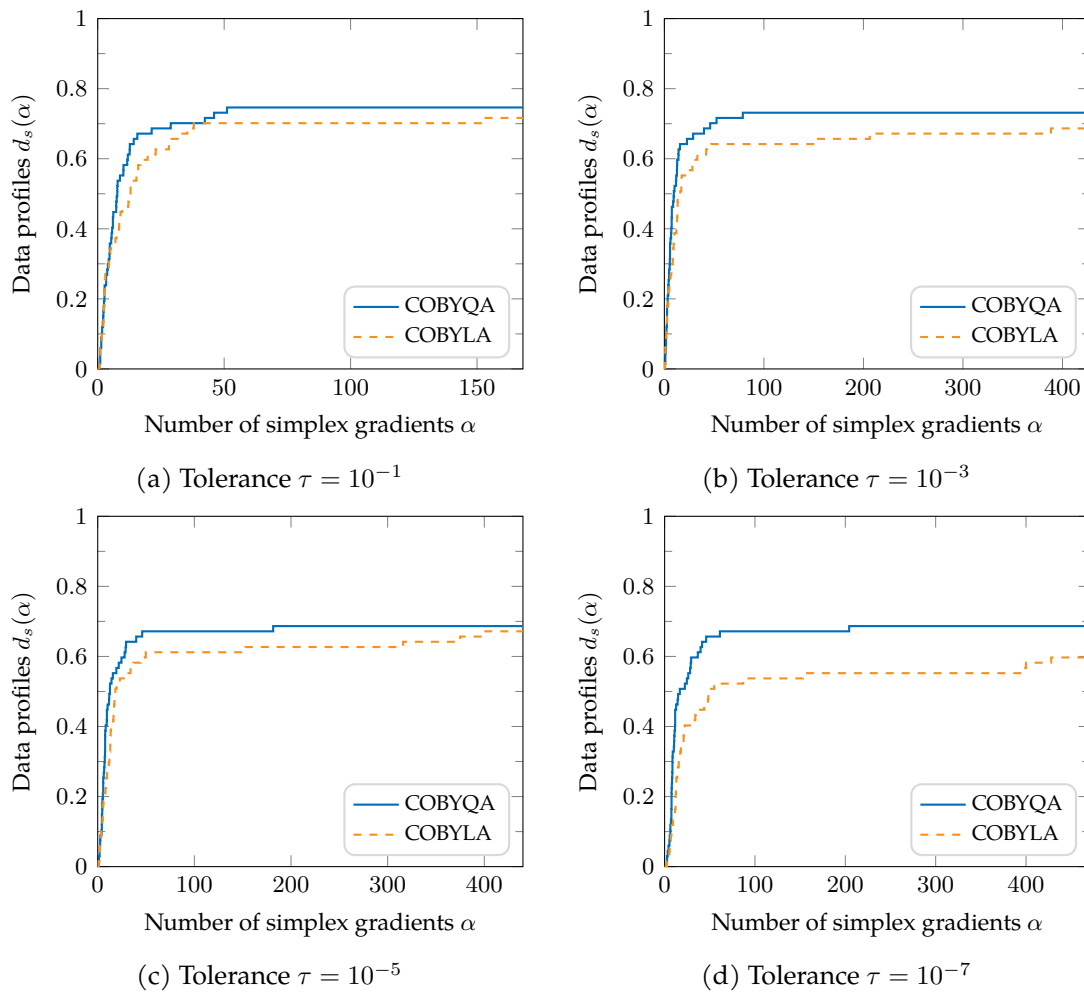 1
0.8
0.6
0.4
0.2
0
0 50 100 150
Data profiles d_s(α)
Number of simplex gradients α
COBYQA
COBYLA
(a) Tolerance τ = 10⁻¹
1
0.8
0.6
0.4
0.2
0
0 100 200 300 400
Data profiles d_s(α)
Number of simplex gradients α
COBYQA
COBYLA
(b) Tolerance τ = 10⁻³
1
0.8
0.6
0.4
0.2
0
0 100 200 300 400
Data profiles d_s(α)
Number of simplex gradients α
COBYQA
COBYLA
(c) Tolerance τ = 10⁻⁵
1
0.8
0.6
0.4
0.2
0
0 100 200 300 400
Data profiles d_s(α)
Number of simplex gradients α
COBYQA
COBYLA
(d) Tolerance τ = 10⁻⁷